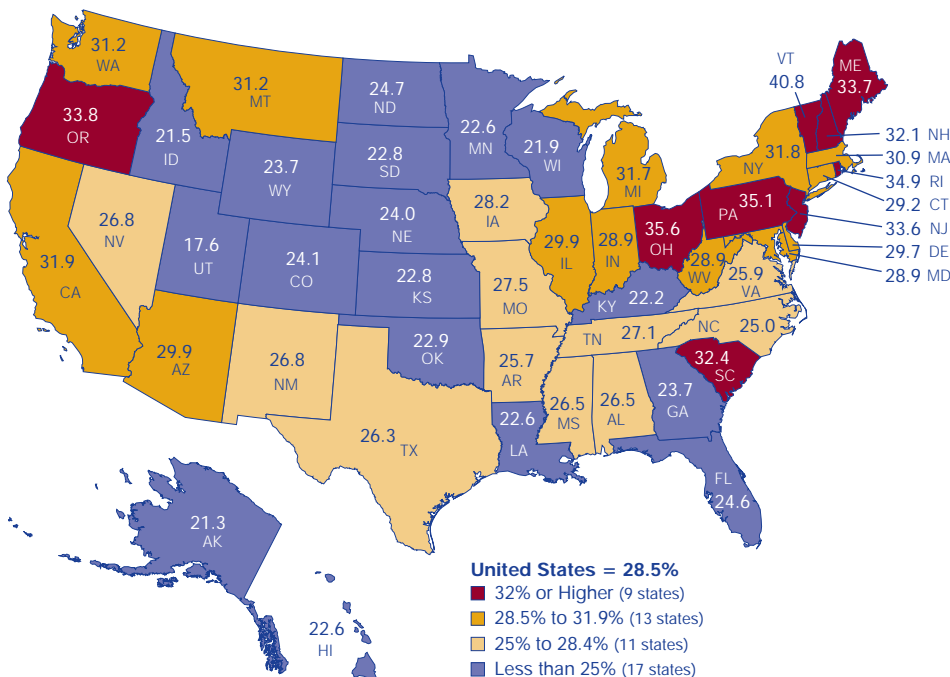 31.2
WA
33.8
OR
31.9
CA
26.8
NV
21.5
ID
31.2
MT
23.7
WY
17.6
UT
24.1
CO
29.9
AZ
26.8
NM
24.7
ND
22.8
SD
24.0
NE
22.8
KS
22.9
OK
26.3 TX
22.6
MN
28.2
IA
27.5
MO
25.7
AR
22.6
LA
21.9
WI
29.9
IL
31.7
MI
28.9
IN
35.6
OH
KY 22.2
TN 27.1
26.5
MS
26.5
AL
23.7
GA
FL
24.6
32.4
SC
NC 25.0
25.9
VA
28.9
WV
PA 35.1
31.8
NY
VT
40.8
ME
33.7
32.1 NH
30.9 MA
34.9 RI
29.2 CT
33.6 NJ
29.7 DE
28.9 MD
21.3
AK
22.6
HI
United States = 28.5%
32% or Higher (9 states)
28.5% to 31.9% (13 states)
25% to 28.4% (11 states)
Less than 25% (17 states)